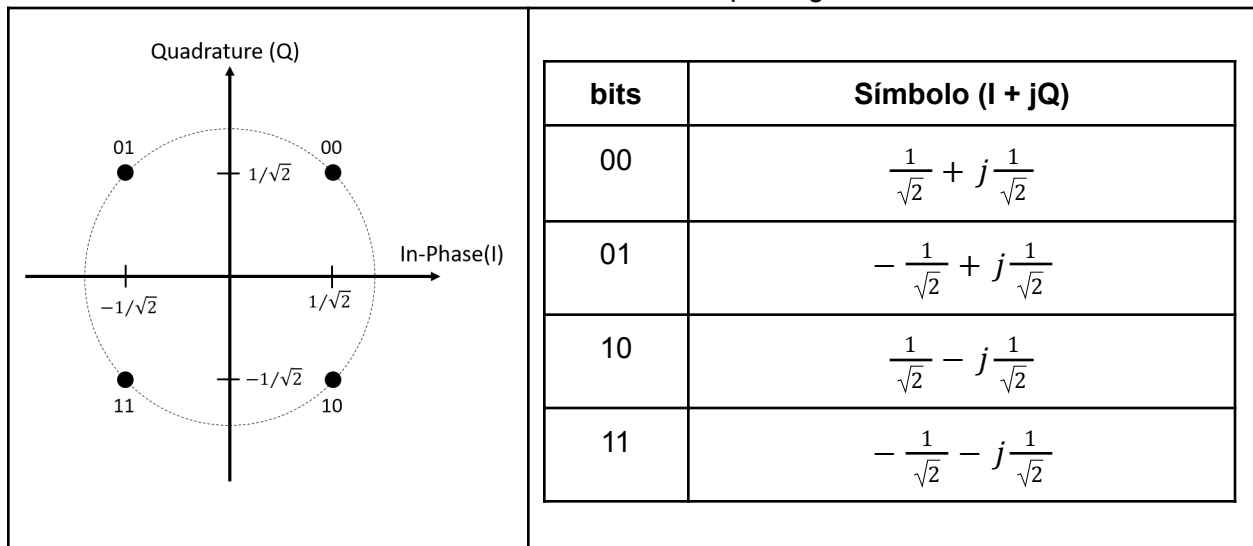 Quadrature (Q)
01
00
1/√2
In-Phase(I)
−1/√2
1/√2
−1/√2
11
10
bits Símbolo (I + jQ)
00 1/√2 + j 1/√2
01 − 1/√2 + j 1/√2
10 1/√2 − j 1/√2
11 − 1/√2 − j 1/√2